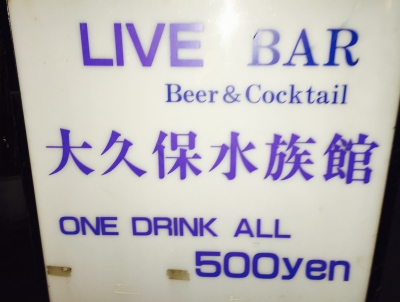 LIVE BAR
Beer & Cocktail
大久保水族館
ONE DRINK ALL
500yen